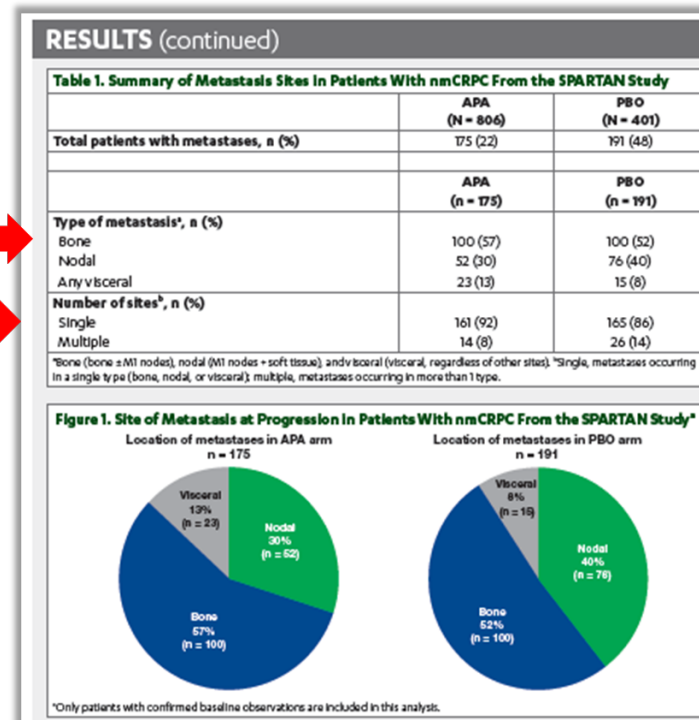 RESULTS (continued)
Table 1. Summary of Metastasis Sites in Patients With nmCRPC From the SPARTAN Study
APA PBO
(N = 806) (N = 401)
Total patients with metastases, n (%) 175 (22) 191 (48)
APA PBO
(n = 175) (n = 191)
Type of metastasisᵃ, n (%)
Bone 100 (57) 100 (52)
Nodal 52 (30) 76 (40)
Any visceral 23 (13) 15 (8)
Number of sitesᵇ, n (%)
Single 161 (92) 165 (86)
Multiple 14 (8) 26 (14)
ᵃBone (bone ± M1 nodes), nodal (M1 nodes + soft tissue), and visceral (visceral, regardless of other sites). ᵇSingle, metastases occurring
in a single type (bone, nodal, or visceral); multiple, metastases occurring in more than 1 type.
Figure 1. Site of Metastasis at Progression in Patients With nmCRPC From the SPARTAN Studyᵃ
Location of metastases in APA arm
n = 175
Visceral
13%
(n = 23)
Nodal
30%
(n = 52)
Bone
57%
(n = 100)
Location of metastases in PBO arm
n = 191
Visceral
8%
(n = 15)
Nodal
40%
(n = 76)
Bone
52%
(n = 100)
ᵃOnly patients with confirmed baseline observations are included in this analysis.